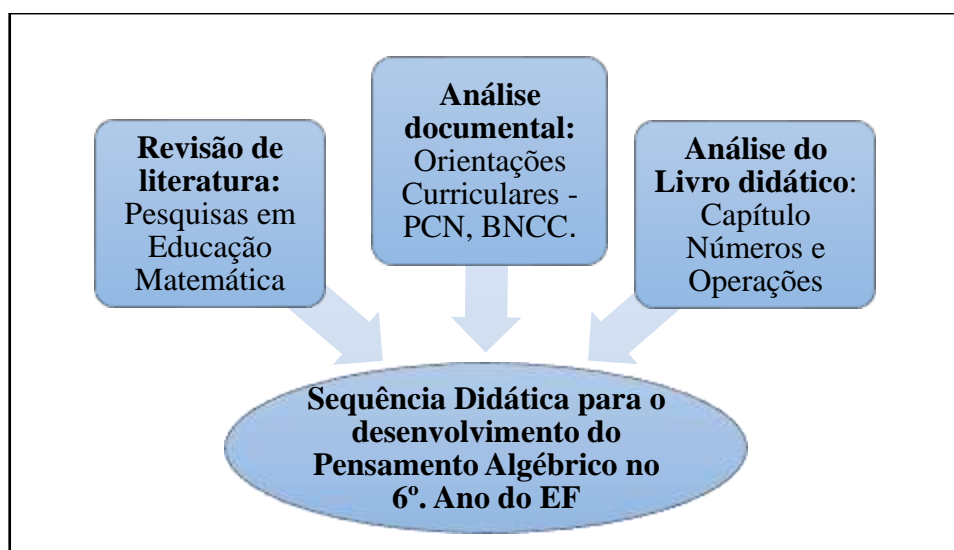 Revisão de
literatura:
Pesquisas em
Educação
Matemática
Análise
documental:
Orientações
Curriculares -
PCN, BNCC.
Análise do
Livro didático:
Capítulo
Números e
Operações
Sequência Didática para o
desenvolvimento do
Pensamento Algébrico no
6º. Ano do EF